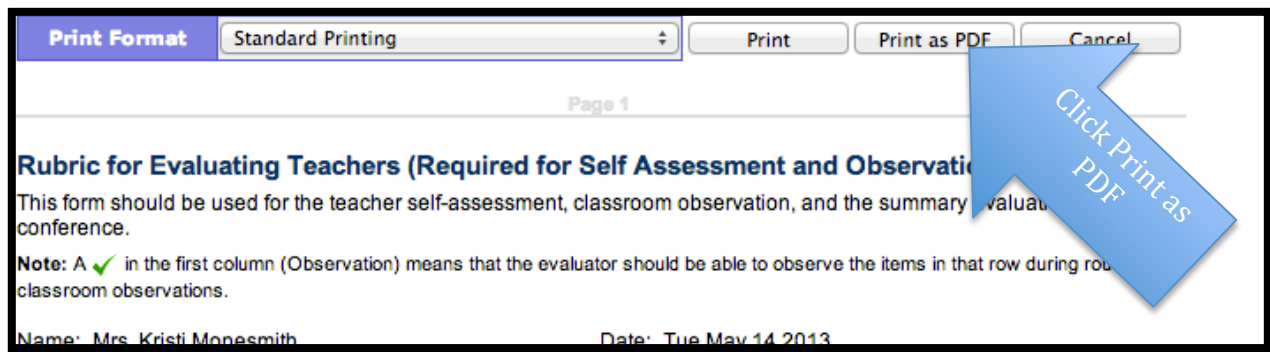 Print Format Standard Printing Print Print as PDF Cancel
Page 1
Rubric for Evaluating Teachers (Required for Self Assessment and
This form should be used for the teacher self-assessment, classroom observation, and the summary
conference.
Note: A ✓ in the first column (Observation) means that the evaluator should be able to observe the items in that row during
classroom observations.
Name: Mrs. Kristi Monesmith Date: Tue May 14 2013
Click Print as
PDF